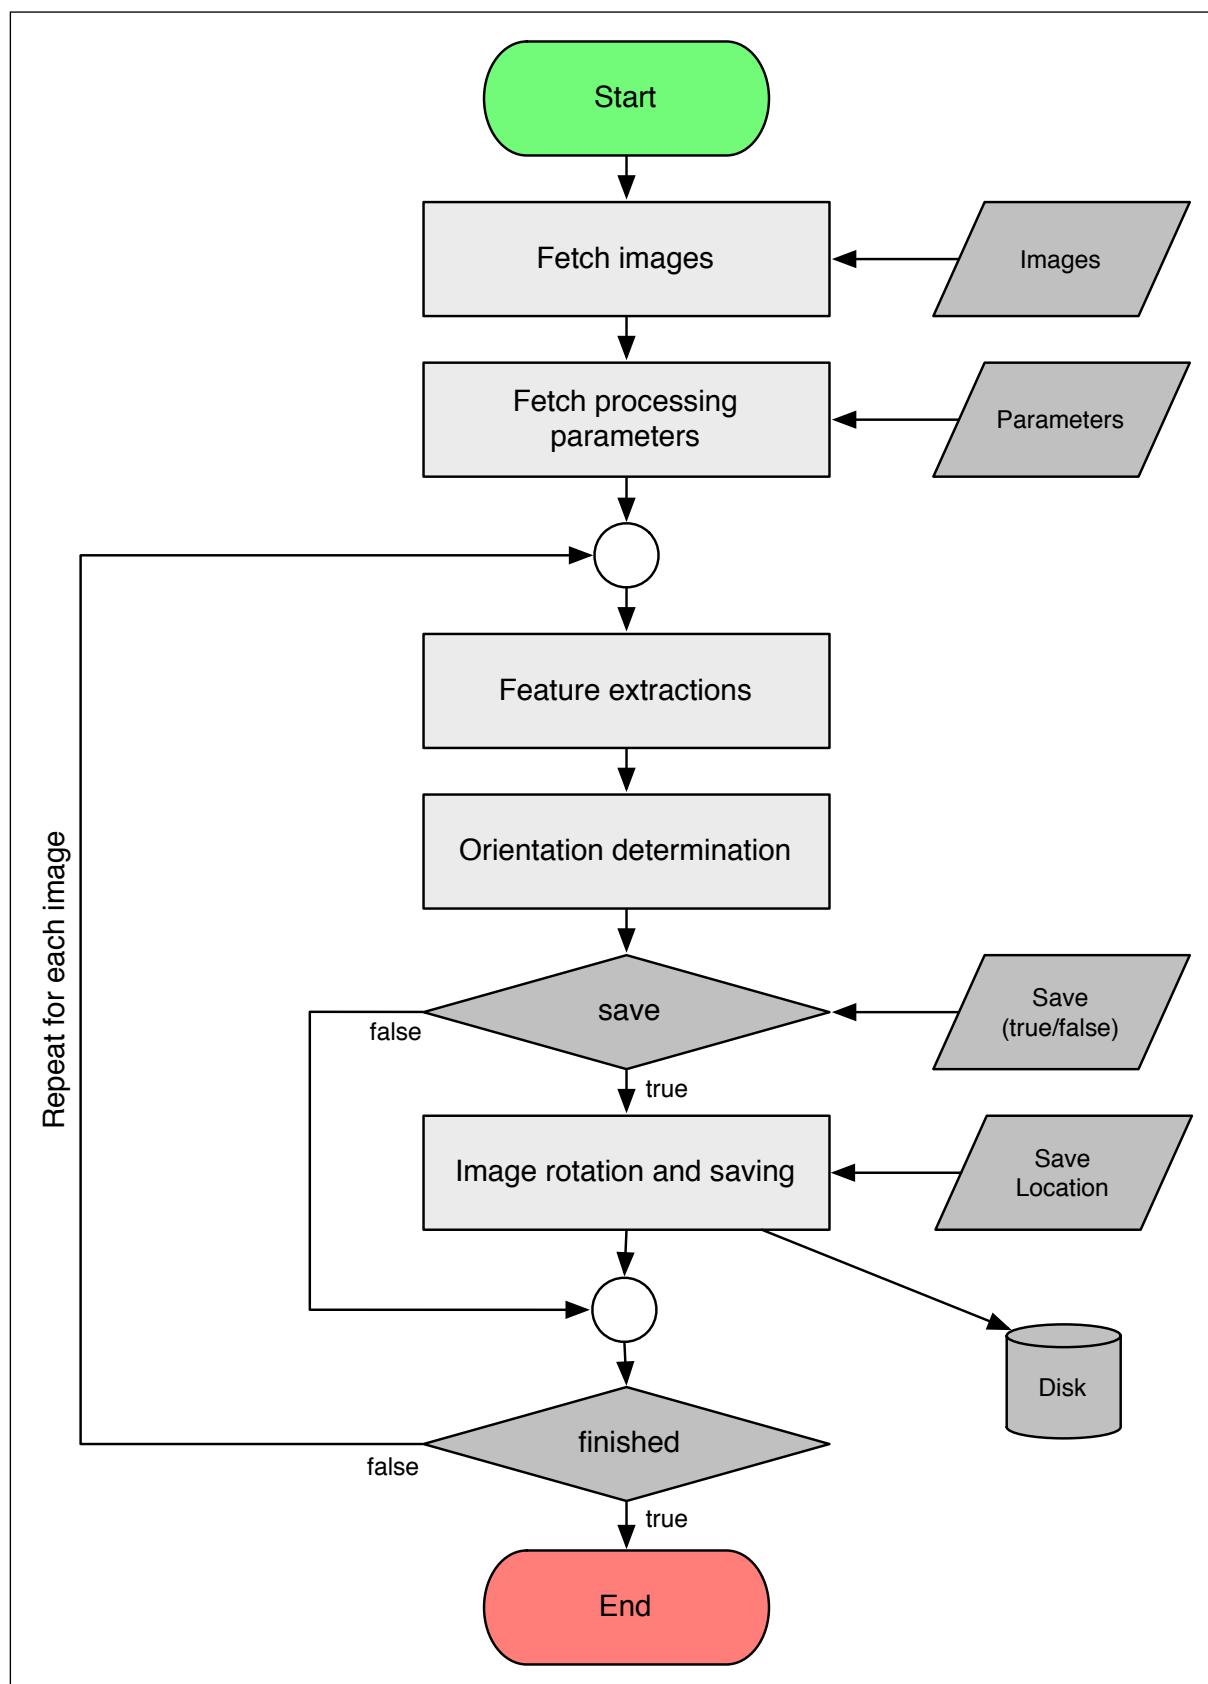 Start
Fetch images
Images
Fetch processing
parameters
Parameters
Feature extractions
Orientation determination
Repeat for each image
save
false
true
Save
(true/false)
Image rotation and saving
Save
Location
Disk
finished
false
true
End